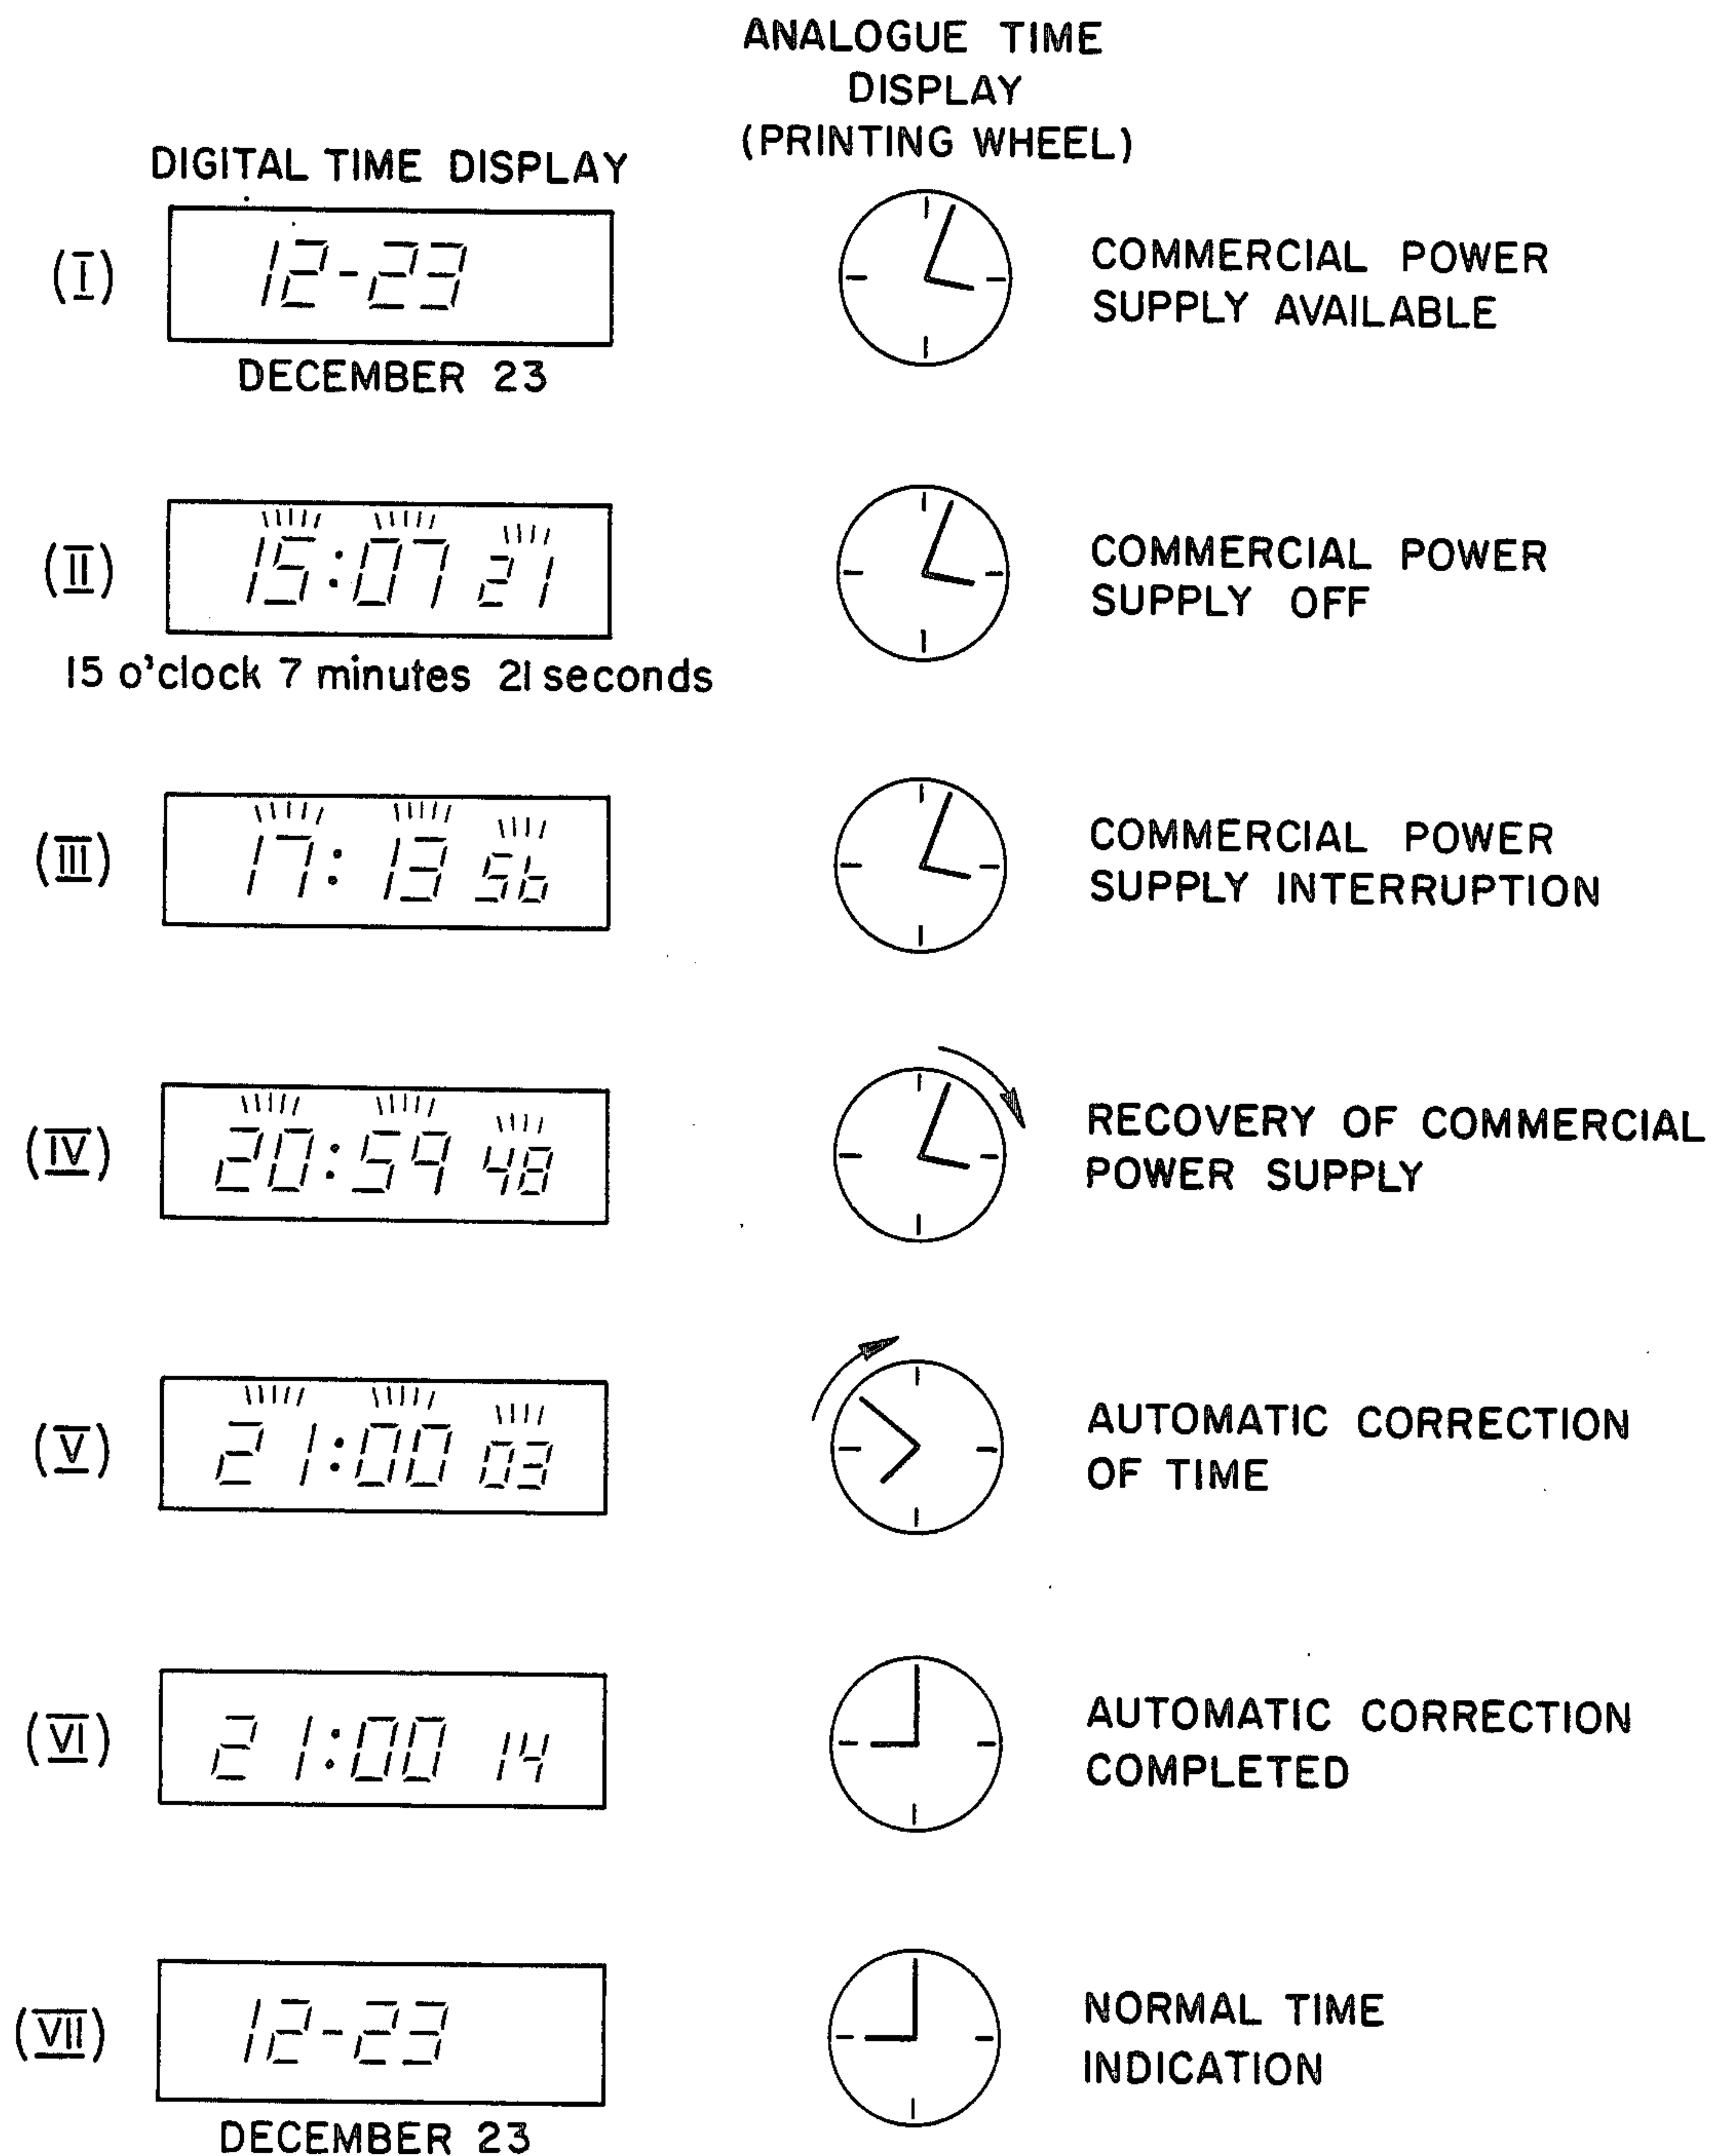 ANALOGUE TIME
DISPLAY
(PRINTING WHEEL)
DIGITAL TIME DISPLAY
(I)
12-23
DECEMBER 23
COMMERCIAL POWER
SUPPLY AVAILABLE
(II)
15:07 21
15 o'clock 7 minutes 21 seconds
COMMERCIAL POWER
SUPPLY OFF
(III)
17:13 56
COMMERCIAL POWER
SUPPLY INTERRUPTION
(IV)
20:59 48
RECOVERY OF COMMERCIAL
POWER SUPPLY
(V)
21:00 03
AUTOMATIC CORRECTION
OF TIME
(VI)
21:00 14
AUTOMATIC CORRECTION
COMPLETED
(VII)
12-23
DECEMBER 23
NORMAL TIME
INDICATION